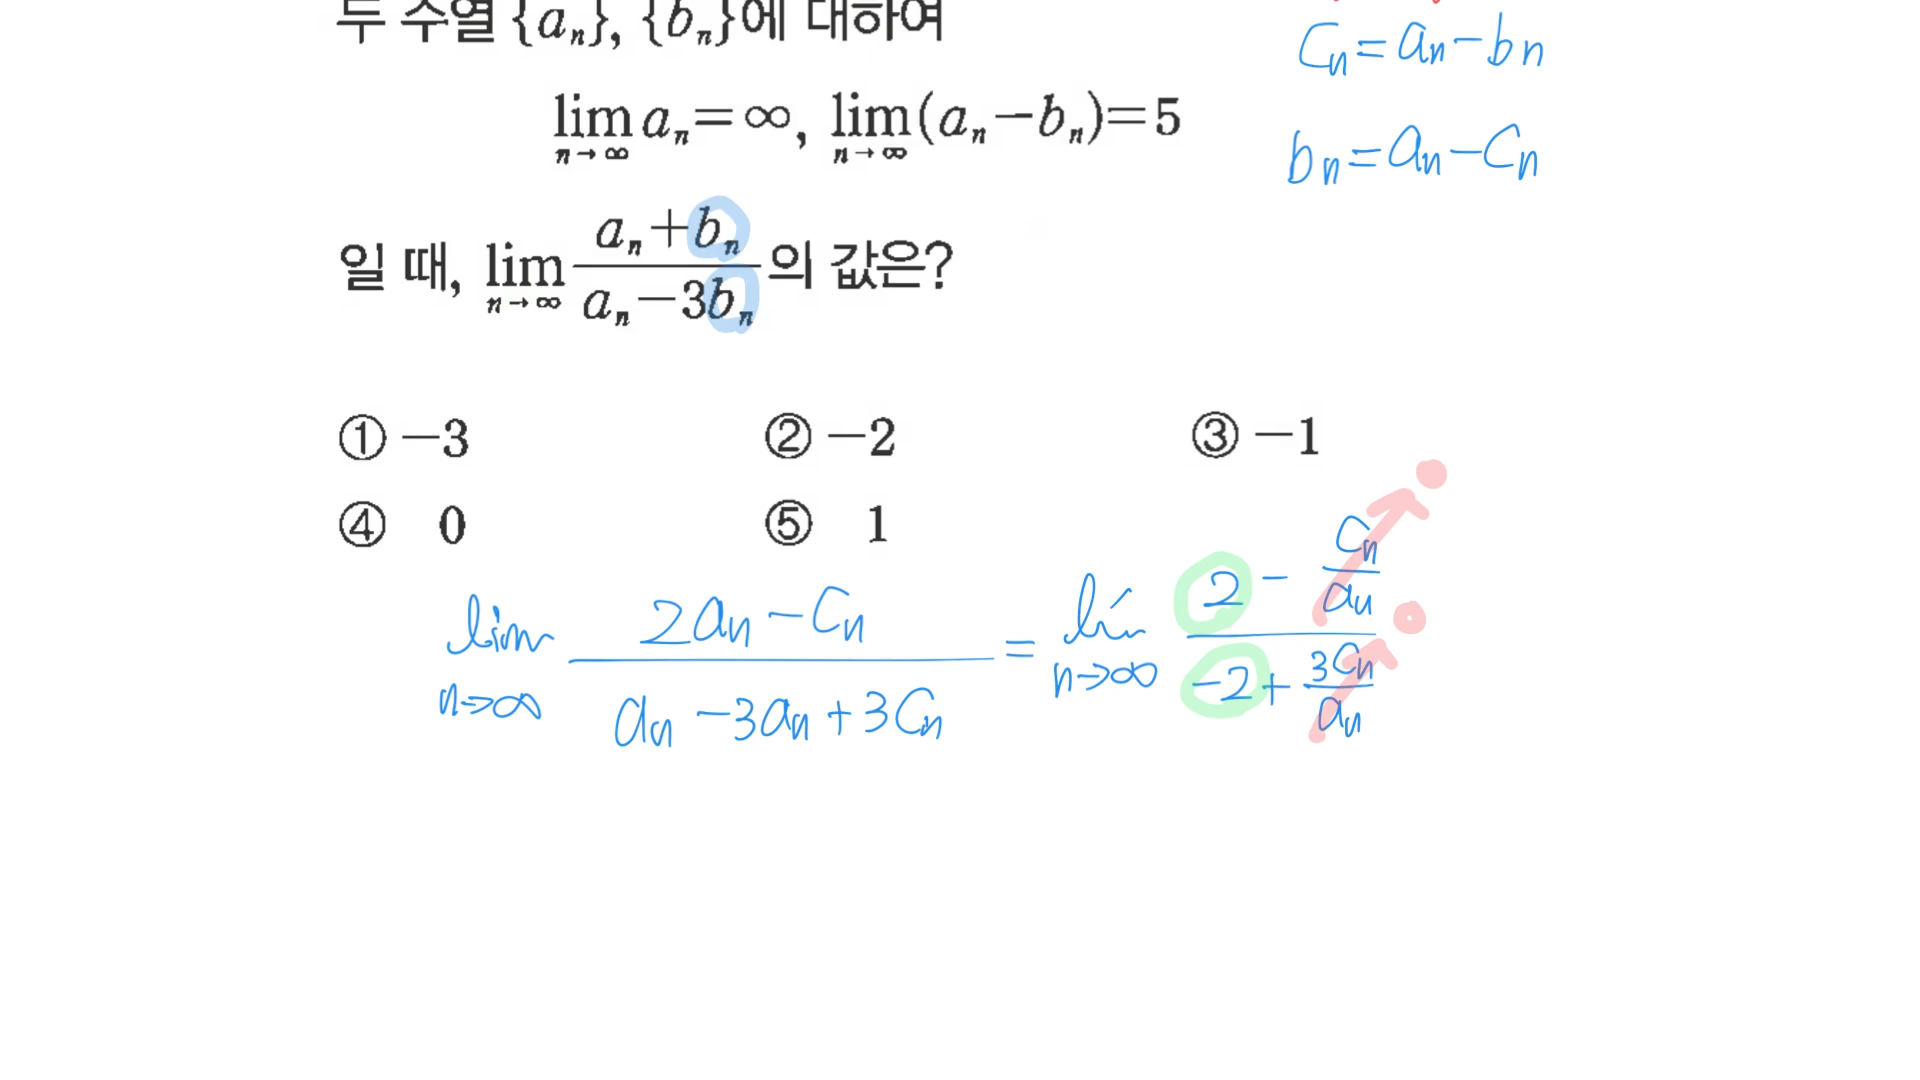 두 수열 {aₙ}, {bₙ}에 대하여
cₙ = aₙ - bₙ
lim n→∞ aₙ = ∞, lim n→∞ (aₙ - bₙ) = 5
bₙ = aₙ - cₙ
일 때, lim n→∞ (aₙ + bₙ)/(aₙ - 3bₙ) 의 값은?
① -3 ② -2 ③ -1
④ 0 ⑤ 1
lim n→∞ (2aₙ - cₙ)/(aₙ - 3aₙ + 3cₙ) = lim n→∞ (2 - cₙ/aₙ)/(-2 + 3cₙ/aₙ)